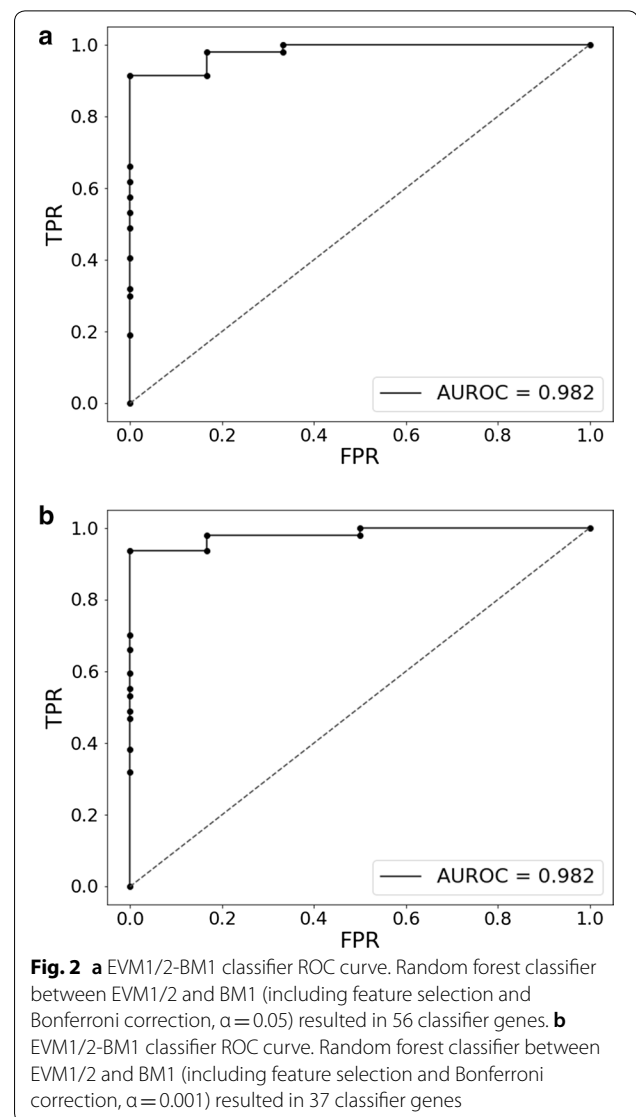 a
1.0
0.8
0.6
0.4
0.2
0.0
TPR
AUROC = 0.982
0.0 0.2 0.4 0.6 0.8 1.0
FPR
b
1.0
0.8
0.6
0.4
0.2
0.0
TPR
AUROC = 0.982
0.0 0.2 0.4 0.6 0.8 1.0
FPR
Fig. 2 a EVM1/2-BM1 classifier ROC curve. Random forest classifier
between EVM1/2 and BM1 (including feature selection and
Bonferroni correction, α = 0.05) resulted in 56 classifier genes. b
EVM1/2-BM1 classifier ROC curve. Random forest classifier between
EVM1/2 and BM1 (including feature selection and Bonferroni
correction, α = 0.001) resulted in 37 classifier genes